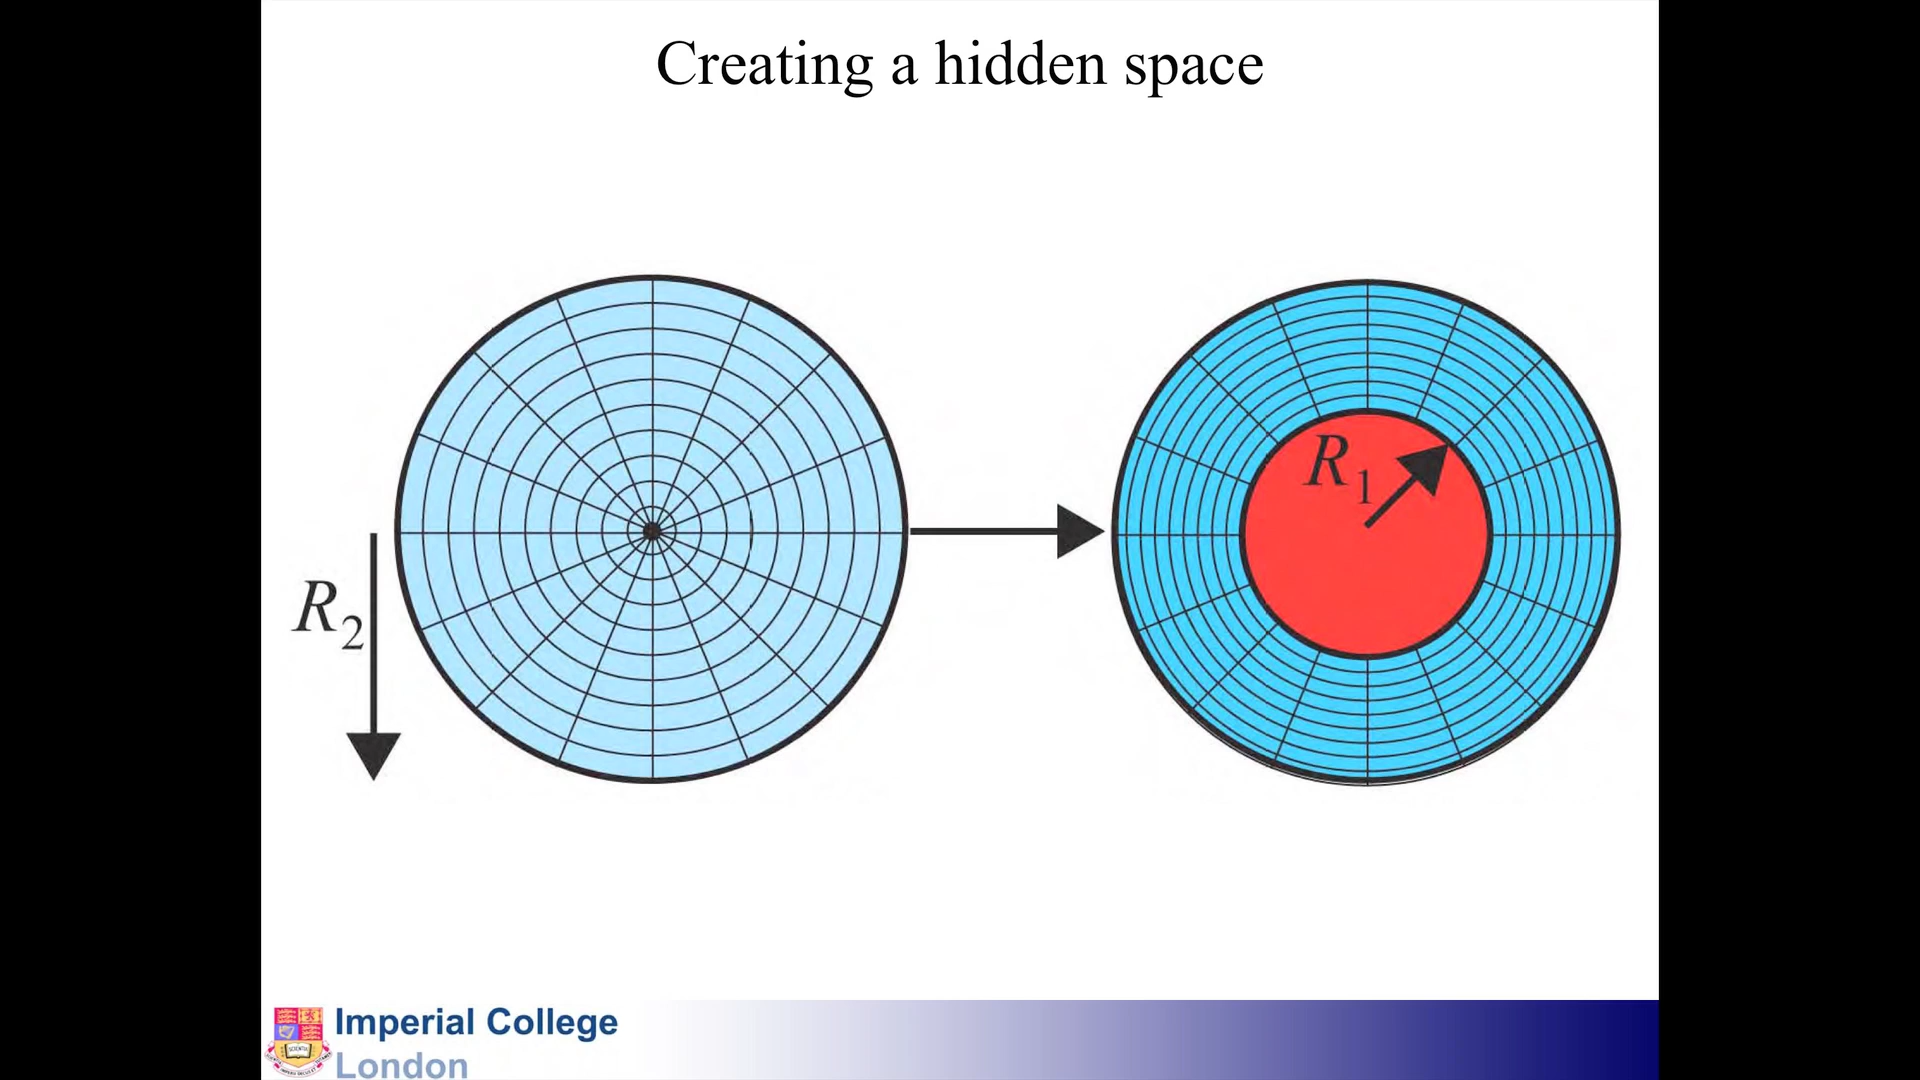 Creating a hidden space
R2
R1
Imperial College
London